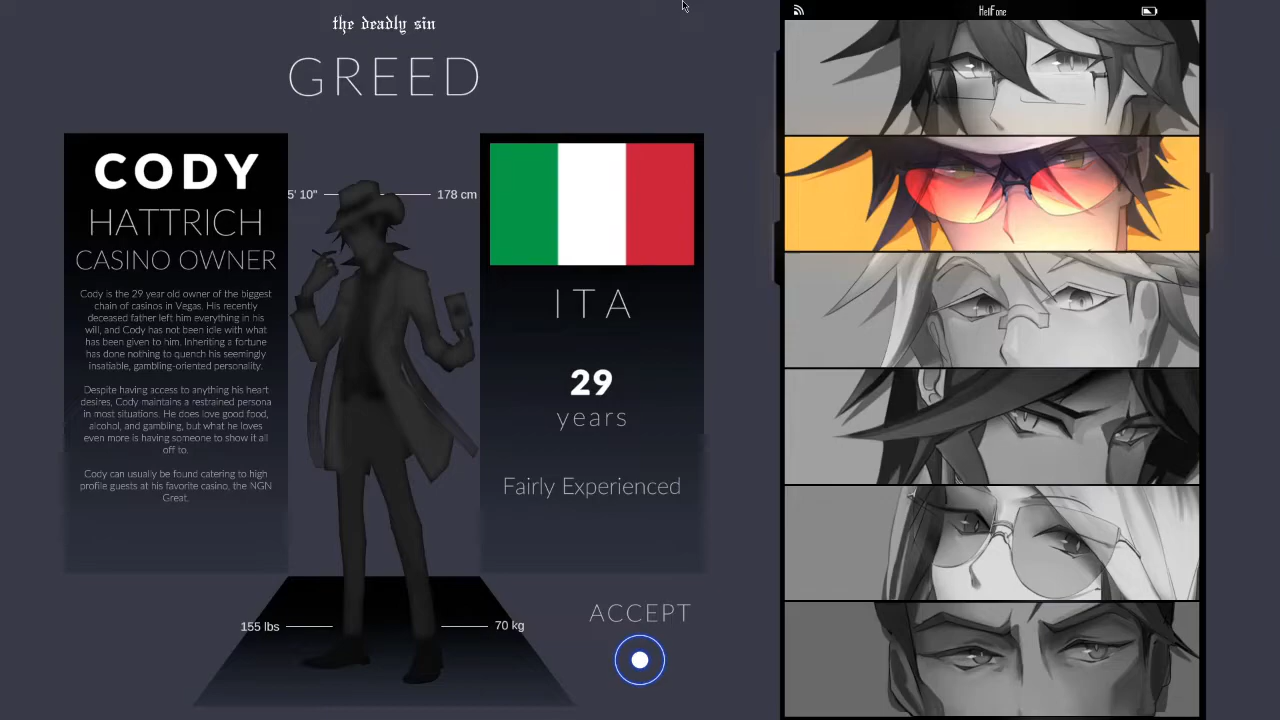 the deadly sin
GREED
CODY
HATTRICH
CASINO OWNER
Cody is the 29 year old owner of the biggest
chain of casinos in Vegas. His recently
deceased father left him everything in his
will, and Cody has not been idle with what
has been given to him. Inheriting a fortune
has done nothing to quench his seemingly
insatiable, gambling-oriented personality.
Despite having access to anything his heart
desires, Cody maintains a restrained persona
in most situations. He does love good food,
alcohol, and gambling, but what he loves
even more is having someone to show it all
off to.
Cody can usually be found catering to high
profile guests at his favorite casino, the NGN
Great.
5' 10"
178 cm
155 lbs
70 kg
ITA
29
years
Fairly Experienced
ACCEPT
HellFone